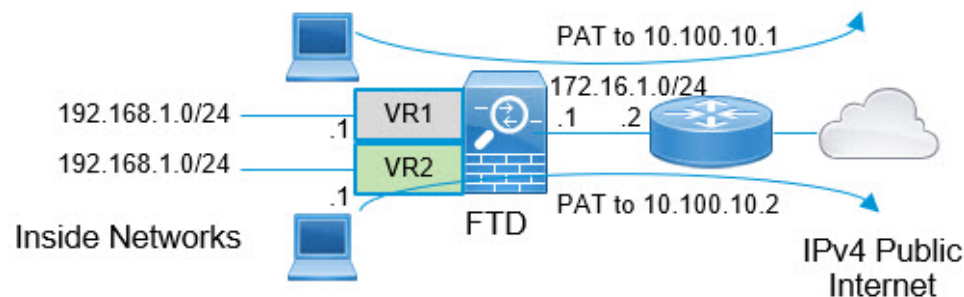 PAT to 10.100.10.1
172.16.1.0/24
192.168.1.0/24
.1
VR1
.1
.2
192.168.1.0/24
VR2
.1
PAT to 10.100.10.2
FTD
Inside Networks
IPv4 Public
Internet